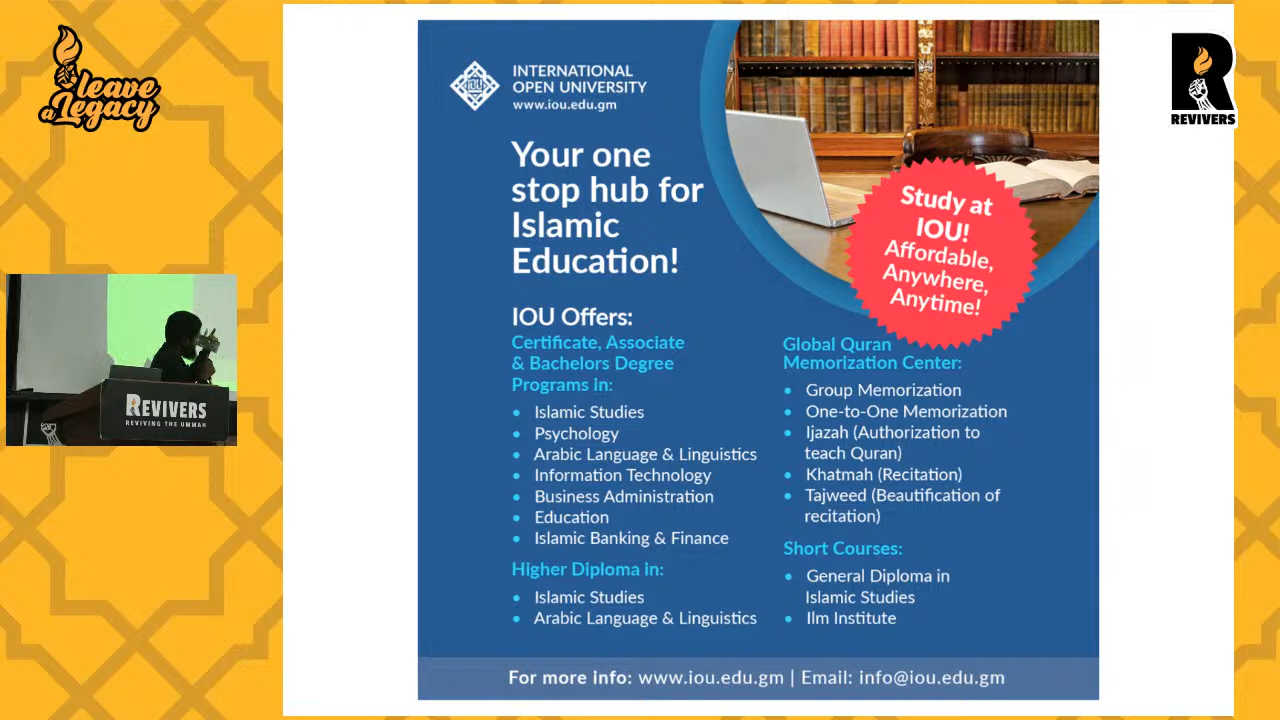 leave
a Legacy
REVIVERS
INTERNATIONAL
OPEN UNIVERSITY
www.iou.edu.gm
IOU
Your one
stop hub for
Islamic
Education!
Study at
IOU!
Affordable,
Anywhere,
Anytime!
IOU Offers:
Certificate, Associate
& Bachelors Degree
Programs in:
• Islamic Studies
• Psychology
• Arabic Language & Linguistics
• Information Technology
• Business Administration
• Education
• Islamic Banking & Finance
Higher Diploma in:
• Islamic Studies
• Arabic Language & Linguistics
Global Quran
Memorization Center:
• Group Memorization
• One-to-One Memorization
• Ijazah (Authorization to
teach Quran)
• Khatmah (Recitation)
• Tajweed (Beautification of
recitation)
Short Courses:
• General Diploma in
Islamic Studies
• Ilm Institute
For more info: www.iou.edu.gm | Email: info@iou.edu.gm
REVIVERS
REVIVING THE UMMAH